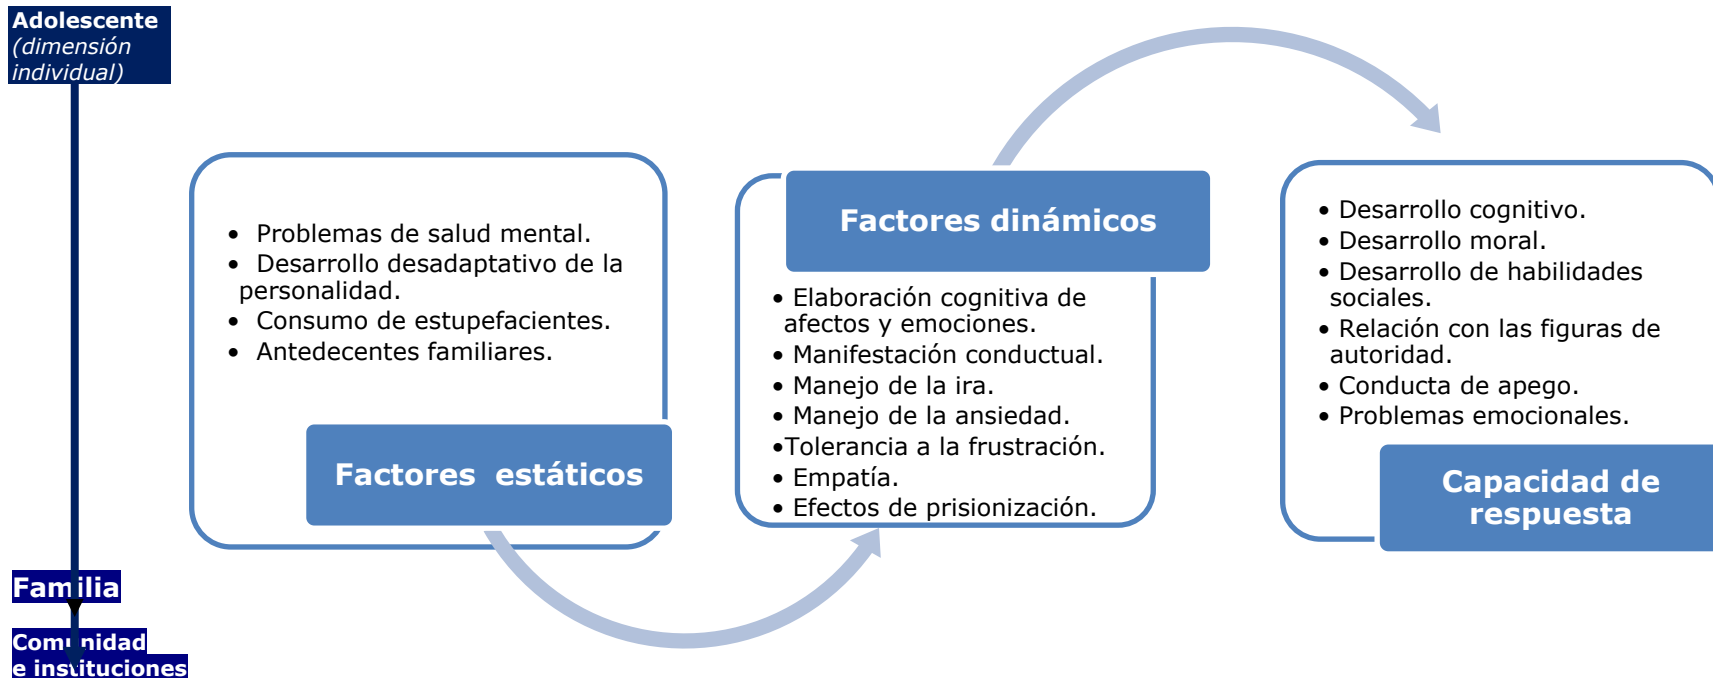 Adolescente
(dimensión
individual)
• Problemas de salud mental.
• Desarrollo desadaptativo de la
personalidad.
• Consumo de estupefacientes.
• Antedecentes familiares.
Factores estáticos
Factores dinámicos
• Elaboración cognitiva de
afectos y emociones.
• Manifestación conductual.
• Manejo de la ira.
• Manejo de la ansiedad.
•Tolerancia a la frustración.
• Empatía.
• Efectos de prisionización.
• Desarrollo cognitivo.
• Desarrollo moral.
• Desarrollo de habilidades
sociales.
• Relación con las figuras de
autoridad.
• Conducta de apego.
• Problemas emocionales.
Capacidad de
respuesta
Familia
Comunidad
e instituciones